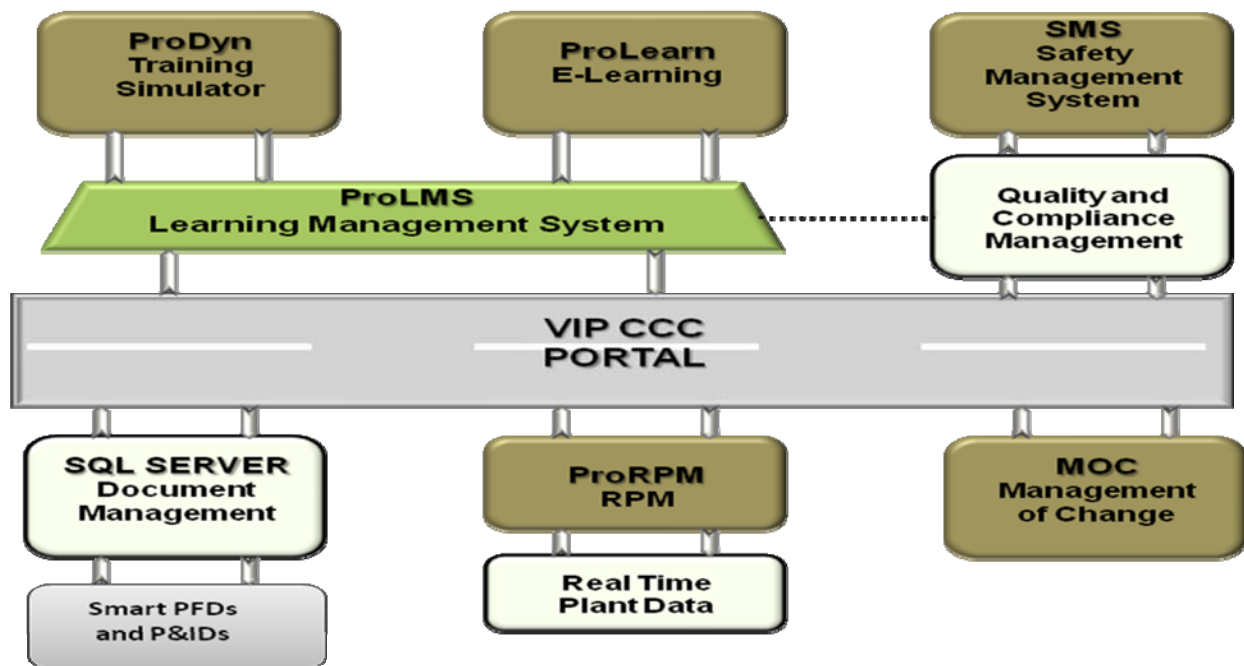 ProDyn
Training
Simulator
ProLearn
E-Learning
SMS
Safety
Management
System
ProLMS
Learning Management System
Quality and
Compliance
Management
VIP CCC
PORTAL
SQL SERVER
Document
Management
ProRPM
RPM
MOC
Management
of Change
Smart PFDs
and P&IDs
Real Time
Plant Data